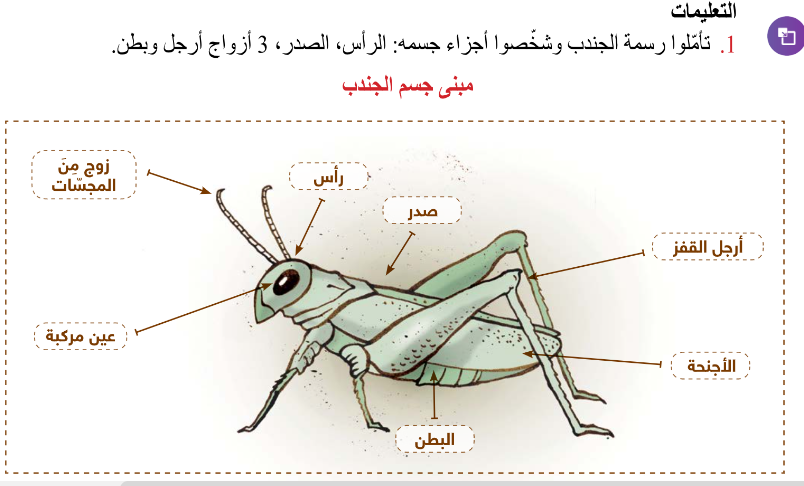 التعليمات
1. تأمّلوا رسمة الجندب وشخّصوا أجزاء جسمه: الرأس، الصدر، 3 أزواج أرجل وبطن.
مبنى جسم الجندب
زوج مِنَ
المجسّات
رأس
صدر
أرجل القفز
عين مركبة
الأجنحة
البطن